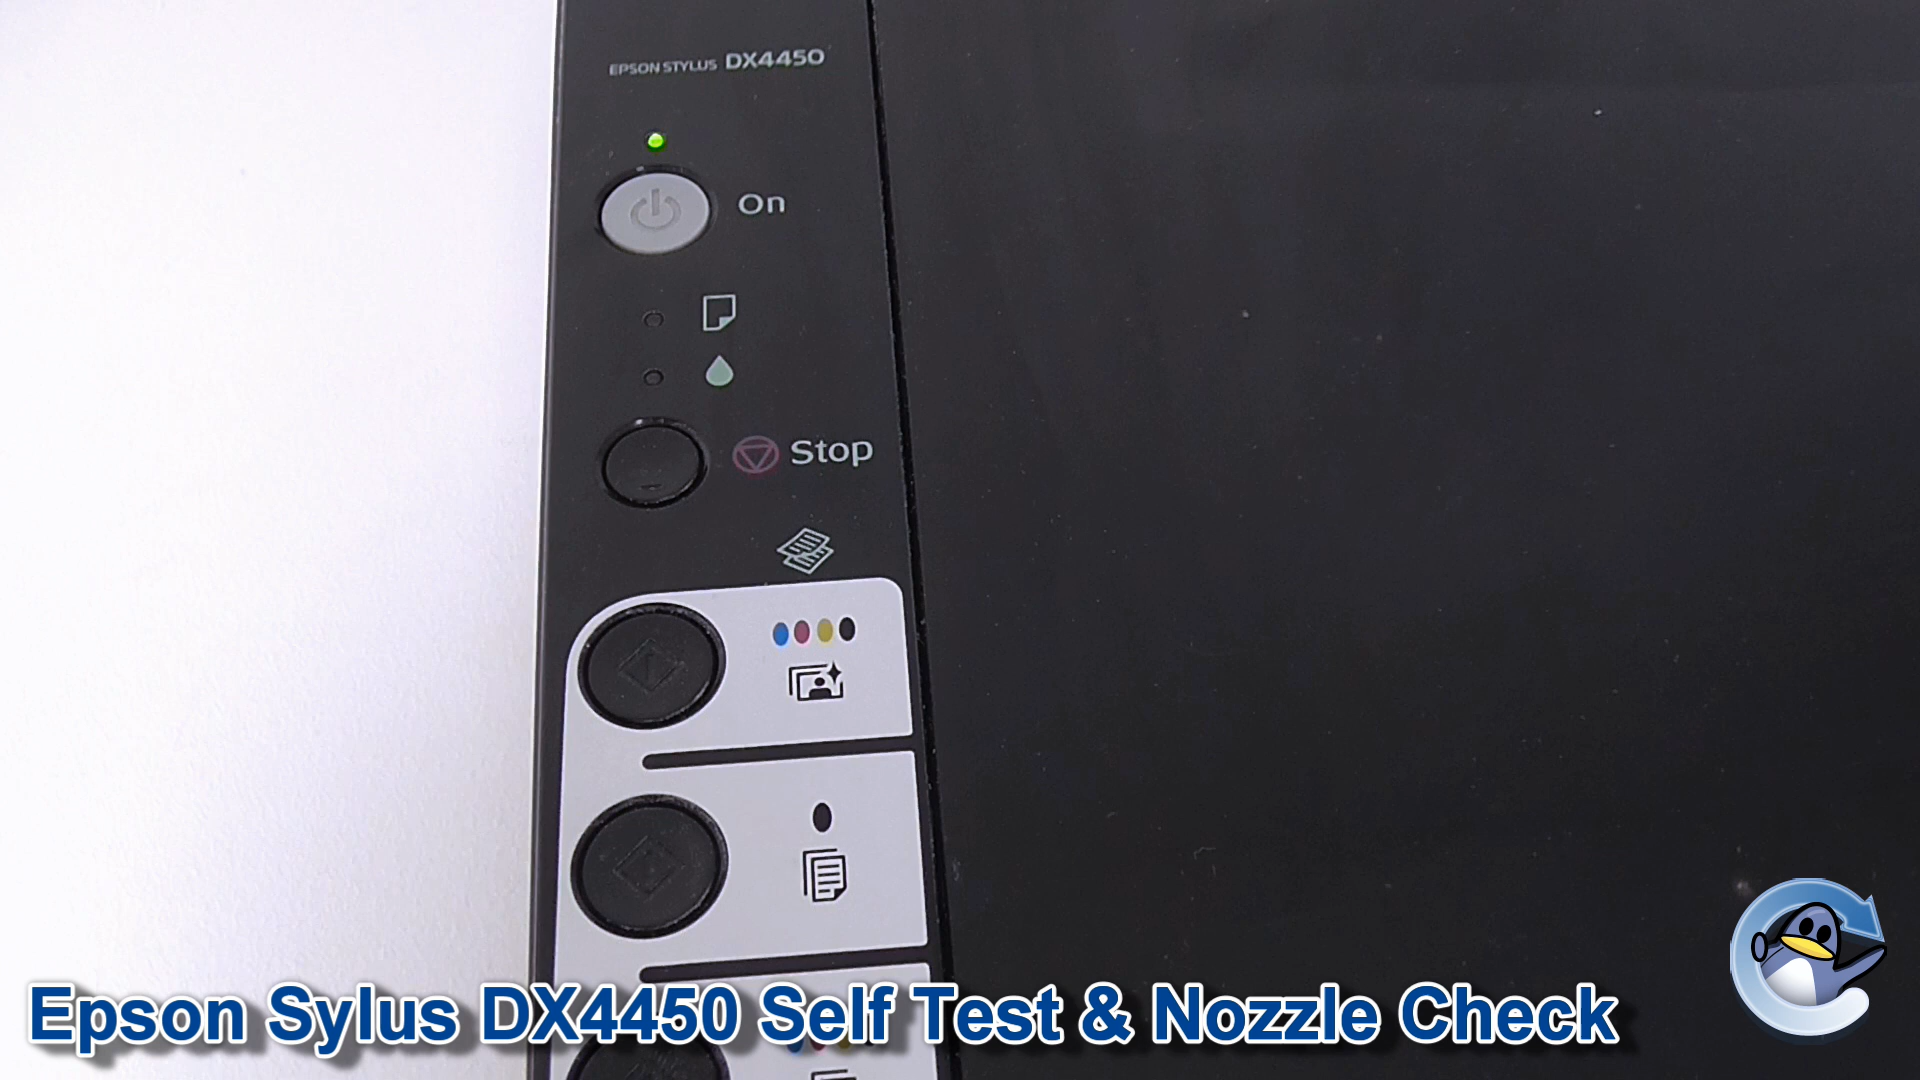 EPSON STYLUS DX4450
On
Stop
Epson Sylus DX4450 Self Test & Nozzle Check